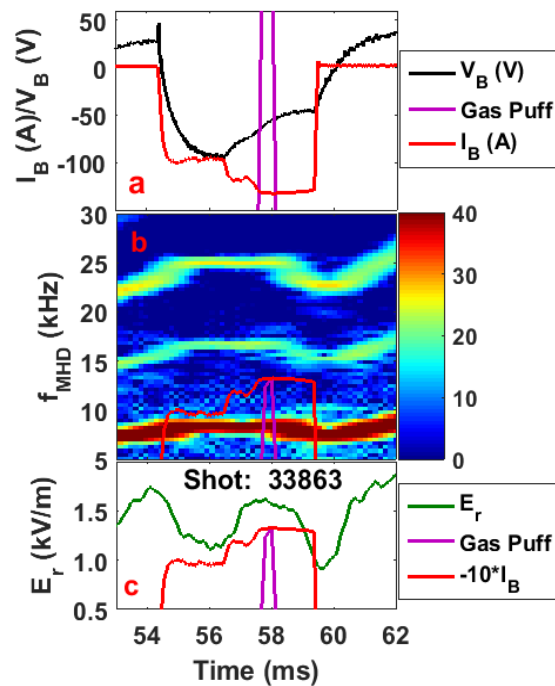 50
0
-50
-100
I_B (A)/V_B (V)
a
V_B (V)
Gas Puff
I_B (A)
30
25
20
15
10
5
f_MHD (kHz)
b
40
30
20
10
0
Shot: 33863
1.5
1.0
0.5
E_r (kV/m)
c
E_r
Gas Puff
-10*I_B
54 56 58 60 62
Time (ms)